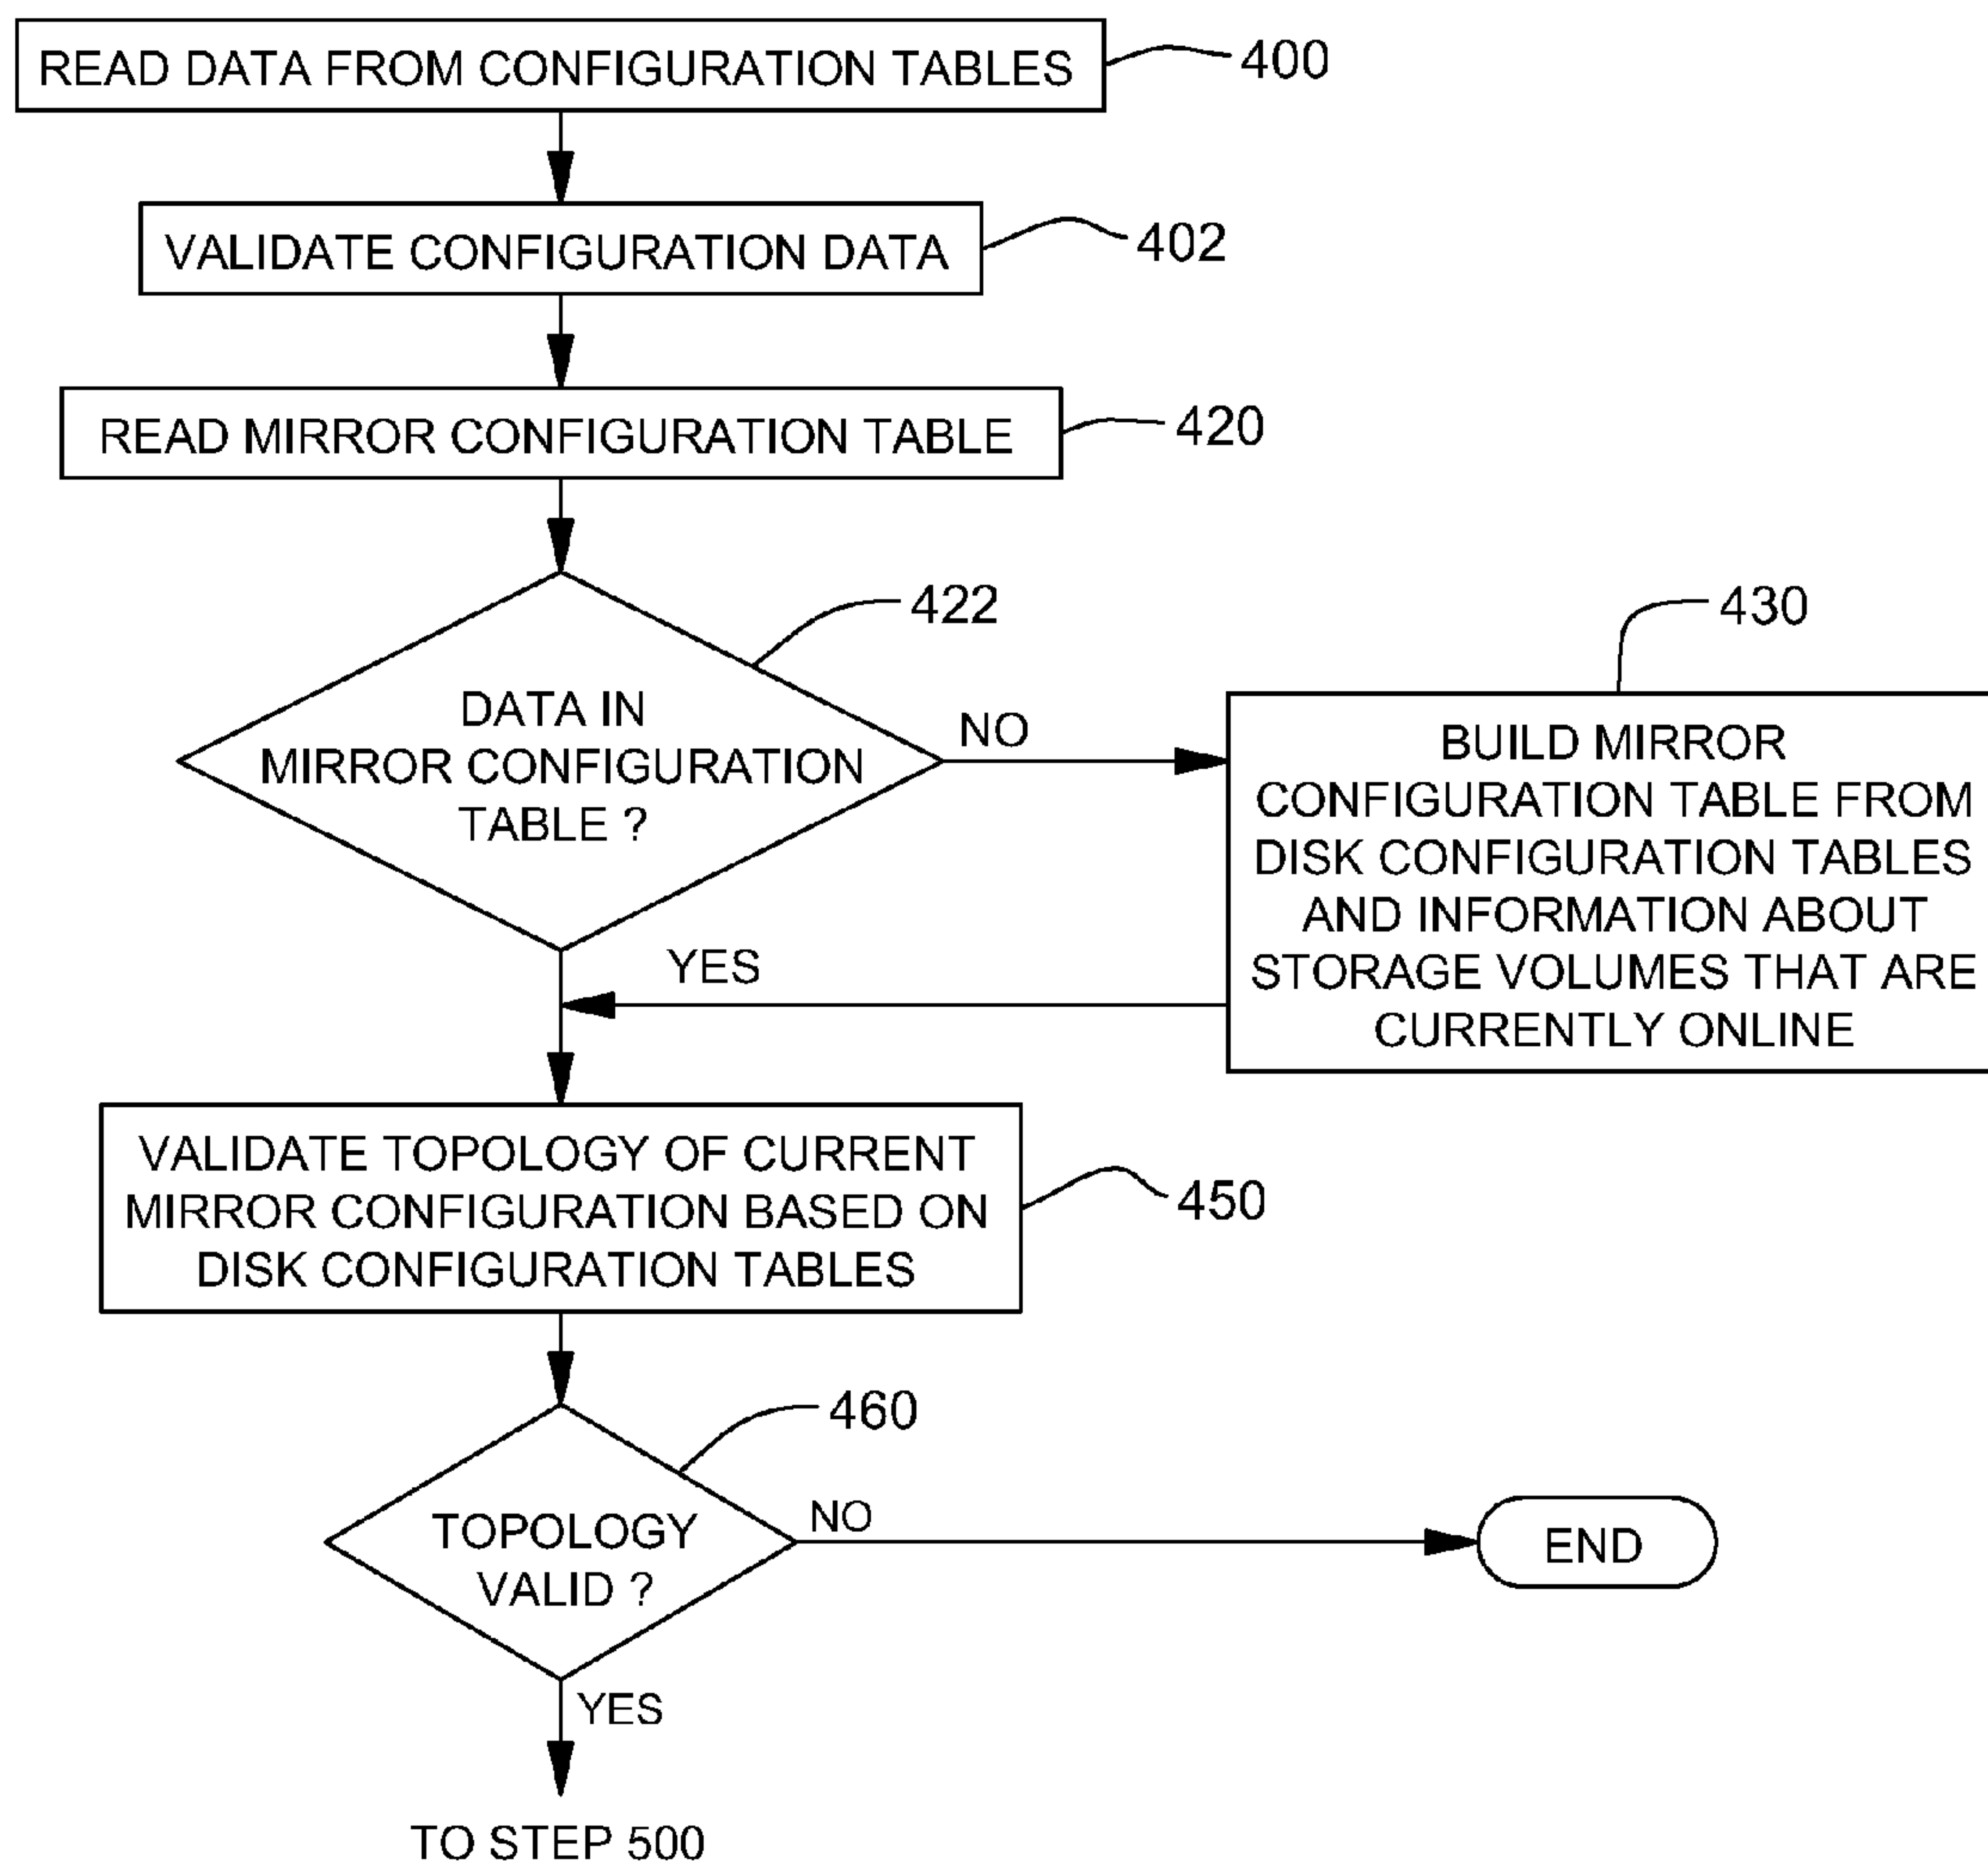 READ DATA FROM CONFIGURATION TABLES
400
VALIDATE CONFIGURATION DATA
402
READ MIRROR CONFIGURATION TABLE
420
422
DATA IN
MIRROR CONFIGURATION
TABLE ?
NO
430
BUILD MIRROR
CONFIGURATION TABLE FROM
DISK CONFIGURATION TABLES
AND INFORMATION ABOUT
STORAGE VOLUMES THAT ARE
CURRENTLY ONLINE
YES
VALIDATE TOPOLOGY OF CURRENT
MIRROR CONFIGURATION BASED ON
DISK CONFIGURATION TABLES
450
460
TOPOLOGY
VALID ?
NO
END
YES
TO STEP 500